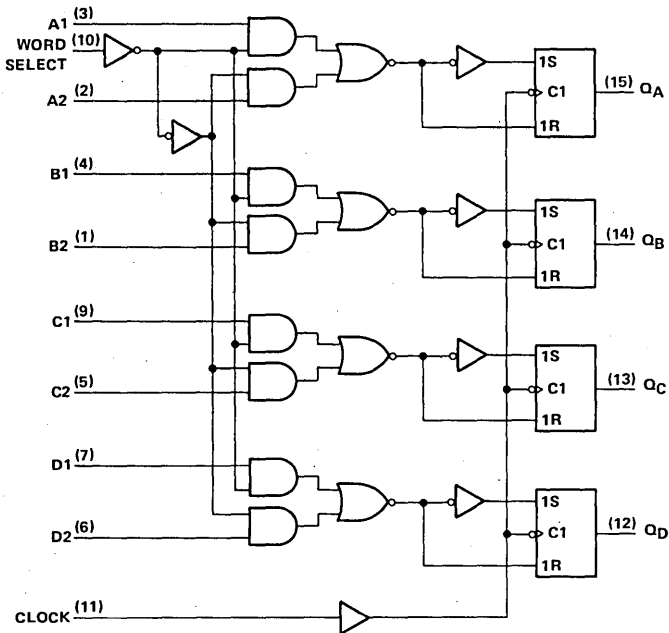 A1 (3)
WORD (10)
SELECT
A2 (2)
1S
C1
1R
(15) QA
B1 (4)
B2 (1)
1S
C1
1R
(14) QB
C1 (9)
C2 (5)
1S
C1
1R
(13) QC
D1 (7)
D2 (6)
1S
C1
1R
(12) QD
CLOCK (11)